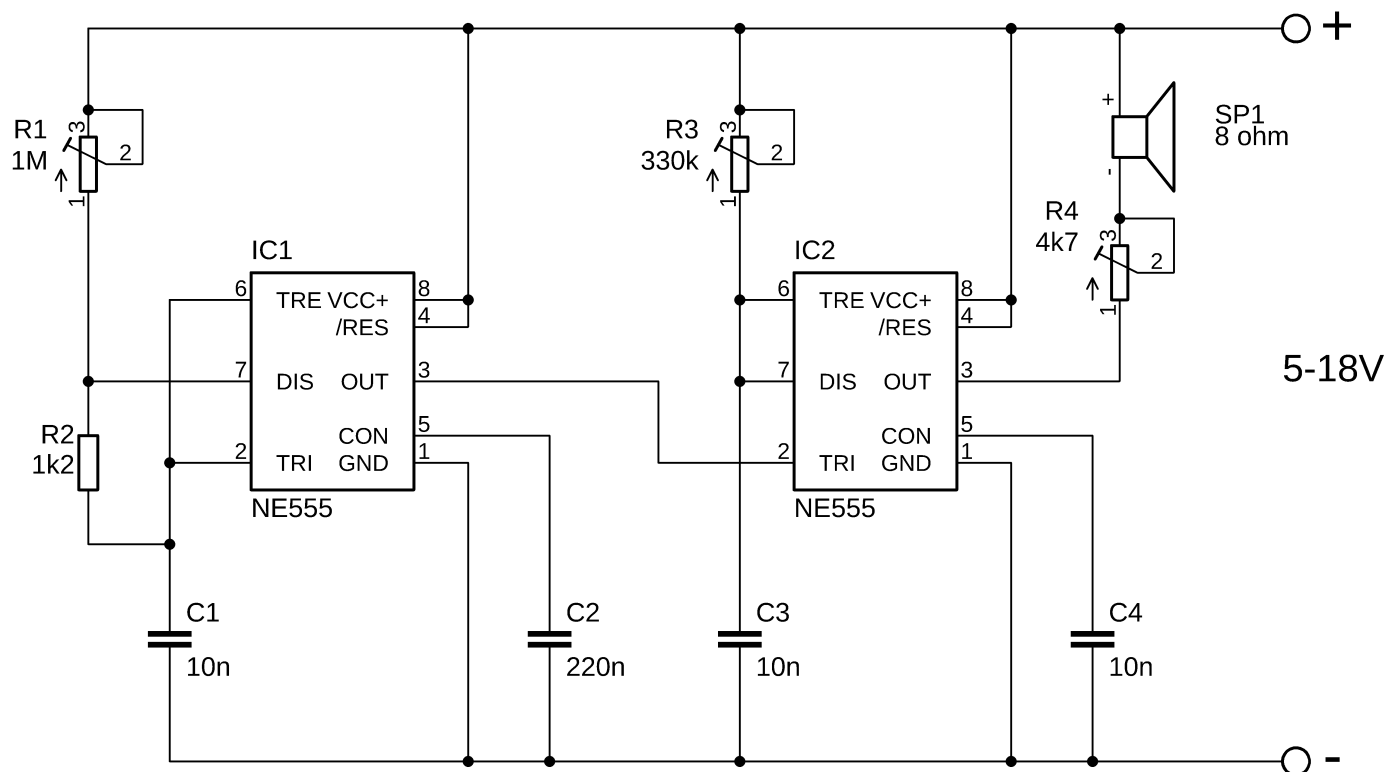 +
R1
1M
3
2
1
R3
330k
3
2
1
+
-
SP1
8 ohm
R4
4k7
3
2
1
IC1
6
7
2
TRE VCC+
/RES
DIS OUT
CON
TRI GND
8
4
3
5
1
NE555
IC2
6
7
2
TRE VCC+
/RES
DIS OUT
CON
TRI GND
8
4
3
5
1
NE555
5-18V
R2
1k2
C1
10n
C2
220n
C3
10n
C4
10n
-